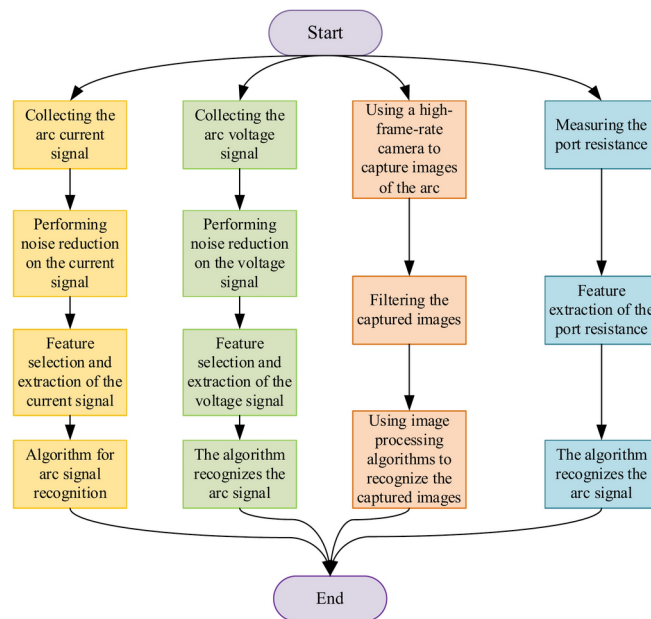 Start
Collecting the
arc current
signal
Performing
noise reduction
on the current
signal
Feature
selection and
extraction of the
current signal
Algorithm for
arc signal
recognition
Collecting the
arc voltage
signal
Performing
noise reduction
on the voltage
signal
Feature
selection and
extraction of the
voltage signal
The algorithm
recognizes the
arc signal
Using a high-
frame-rate
camera to
capture images
of the arc
Filtering the
captured images
Using image
processing
algorithms to
recognize the
captured images
Measuring the
port resistance
Feature
extraction of the
port resistance
The algorithm
recognizes the
arc signal
End